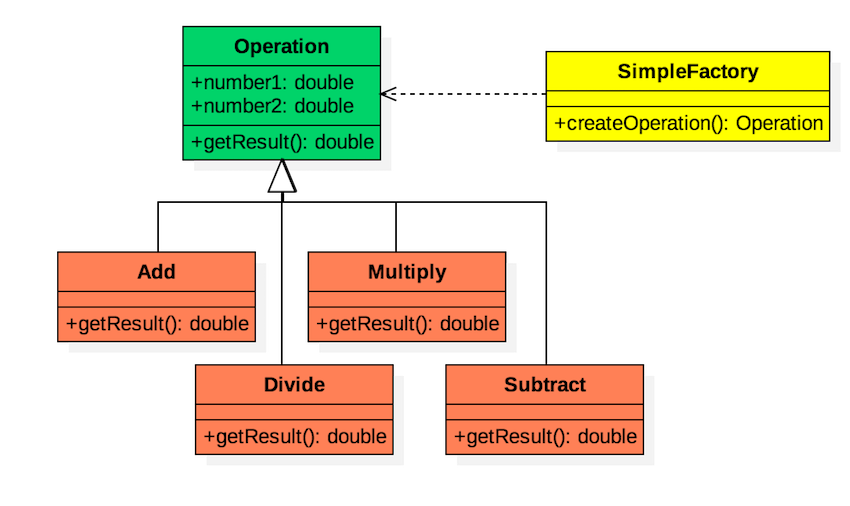 Operation
+number1: double
+number2: double
+getResult(): double
SimpleFactory
+createOperation(): Operation
Add
+getResult(): double
Multiply
+getResult(): double
Divide
+getResult(): double
Subtract
+getResult(): double